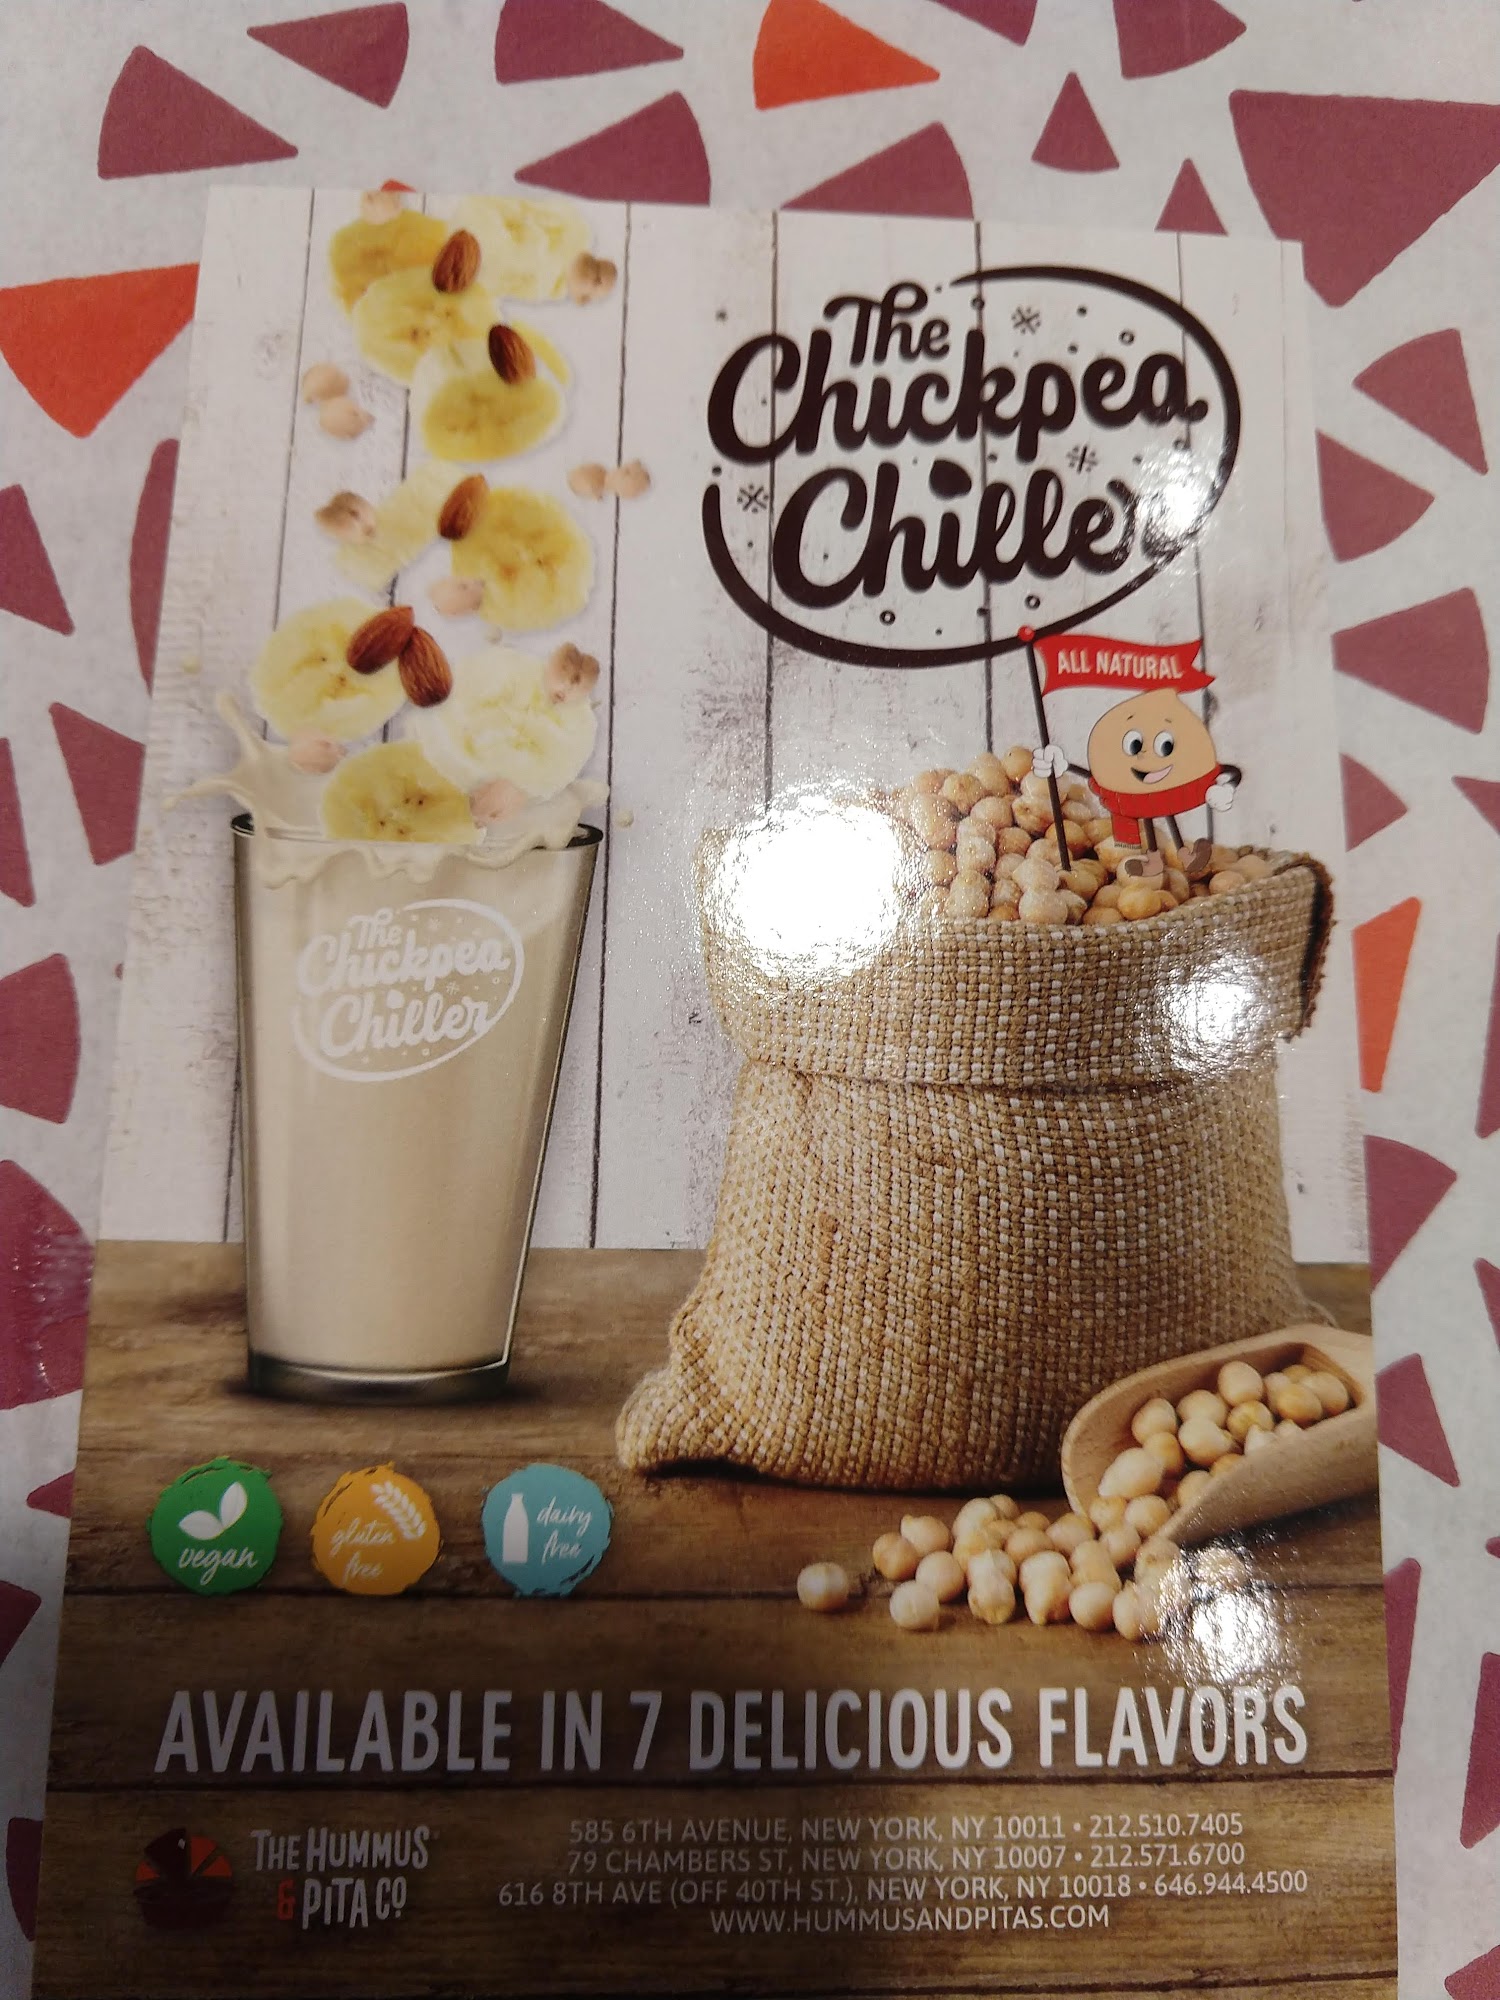 The
Chickpea
Chiller
ALL NATURAL
The
Chickpea
Chiller
vegan
gluten
free
dairy
free
AVAILABLE IN 7 DELICIOUS FLAVORS
THE HUMMUS
& PITA CO
585 6TH AVENUE, NEW YORK, NY 10011 • 212.510.7405
79 CHAMBERS ST, NEW YORK, NY 10007 • 212.571.6700
616 8TH AVE (OFF 40TH ST.), NEW YORK, NY 10018 • 646.944.4500
WWW.HUMMUSANDPITAS.COM